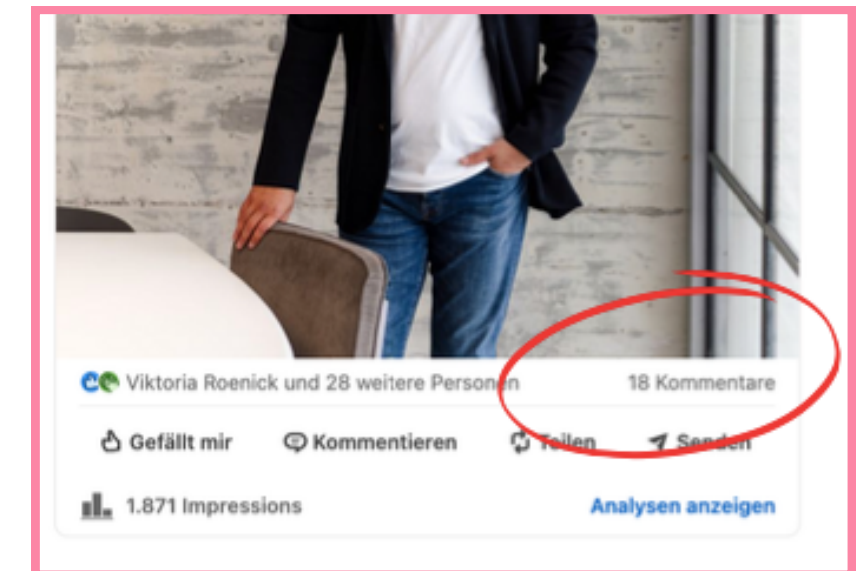 Viktoria Roenick und 28 weitere Personen 18 Kommentare
Gefällt mir Kommentieren Teilen Senden
1.871 Impressions Analysen anzeigen